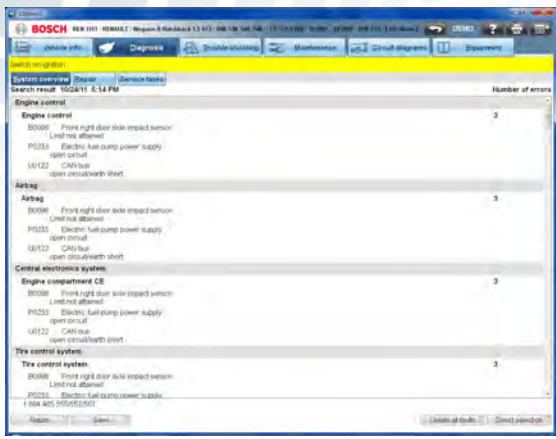 BOSCH
DEMO
?
Vehicle info
Diagnosis
Trouble-shooting
Maintenance
Circuit diagrams
Equipment
Switch on ignition
System overview Repair Service tasks
Search result 10/24/11 5:14 PM Number of errors
Engine control
Engine control 3
B0098 Front right door side impact sensor
Limit not attained
P0233 Electric fuel pump power supply
open circuit
U0122 CAN bus
open circuit/earth short
Airbag
Airbag 3
B0098 Front right door side impact sensor
Limit not attained
P0233 Electric fuel pump power supply
open circuit
U0122 CAN bus
open circuit/earth short
Central electronics system
Engine compartment CE 3
B0098 Front right door side impact sensor
Limit not attained
P0233 Electric fuel pump power supply
open circuit
U0122 CAN bus
open circuit/earth short
Tire control system
Tire control system 3
B0098 Front right door side impact sensor
Limit not attained
P0233 Electric fuel pump power supply
Return
Save
Delete all faults
Direct selection